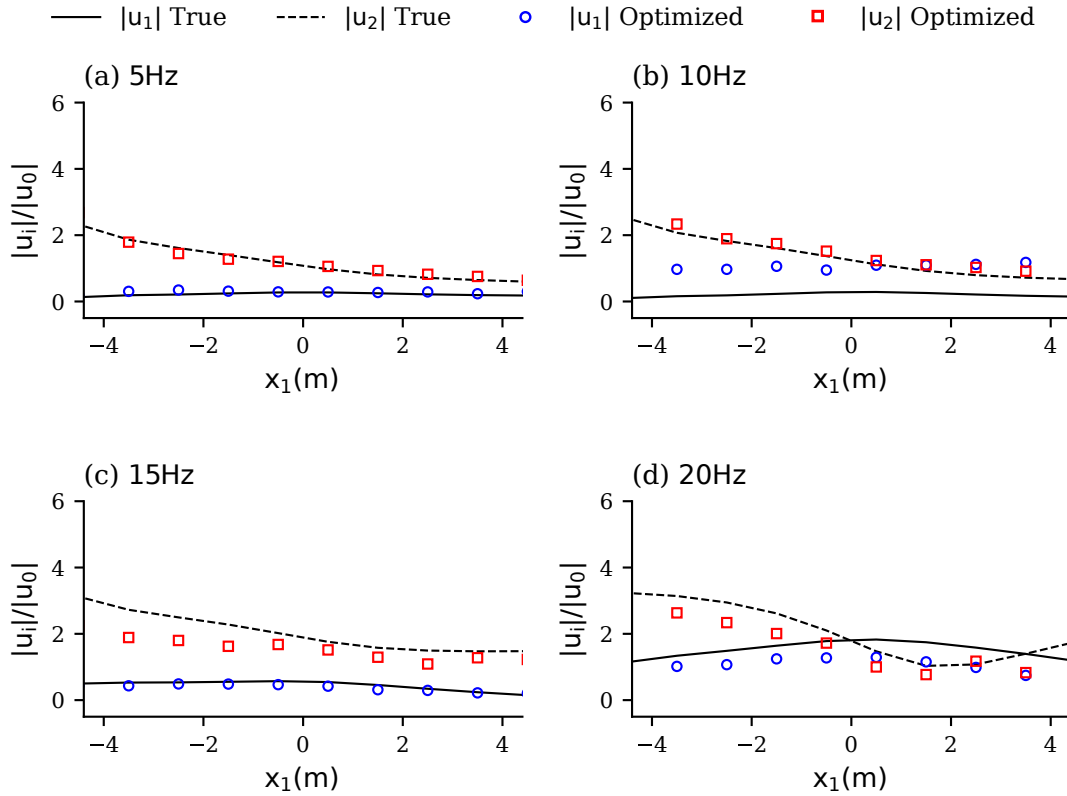 |u₁| True |u₂| True |u₁| Optimized |u₂| Optimized
(a) 5Hz
6
4
2
0
|uᵢ|/|u₀|
−4 −2 0 2 4
x₁(m)
(b) 10Hz
6
4
2
0
|uᵢ|/|u₀|
−4 −2 0 2 4
x₁(m)
(c) 15Hz
6
4
2
0
|uᵢ|/|u₀|
−4 −2 0 2 4
x₁(m)
(d) 20Hz
6
4
2
0
|uᵢ|/|u₀|
−4 −2 0 2 4
x₁(m)